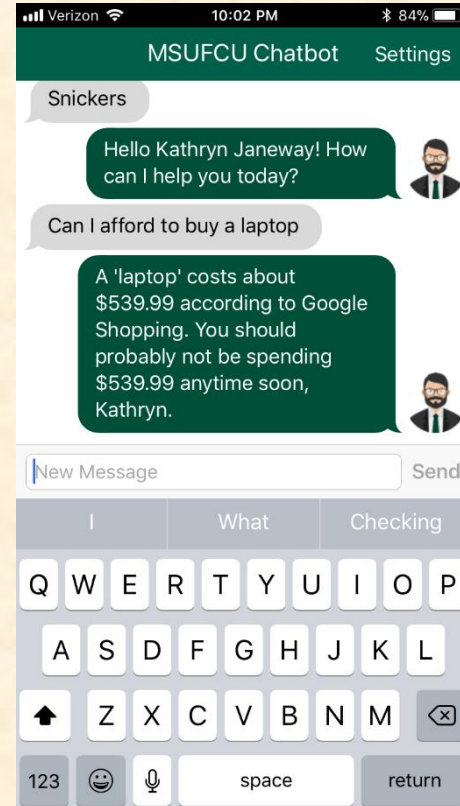 Verizon 10:02 PM 84%
MSUFCU Chatbot Settings
Snickers
Hello Kathryn Janeway! How
can I help you today?
Can I afford to buy a laptop
A 'laptop' costs about
$539.99 according to Google
Shopping. You should
probably not be spending
$539.99 anytime soon,
Kathryn.
New Message Send
I What Checking
Q W E R T Y U I O P
A S D F G H J K L
Z X C V B N M
123 space return